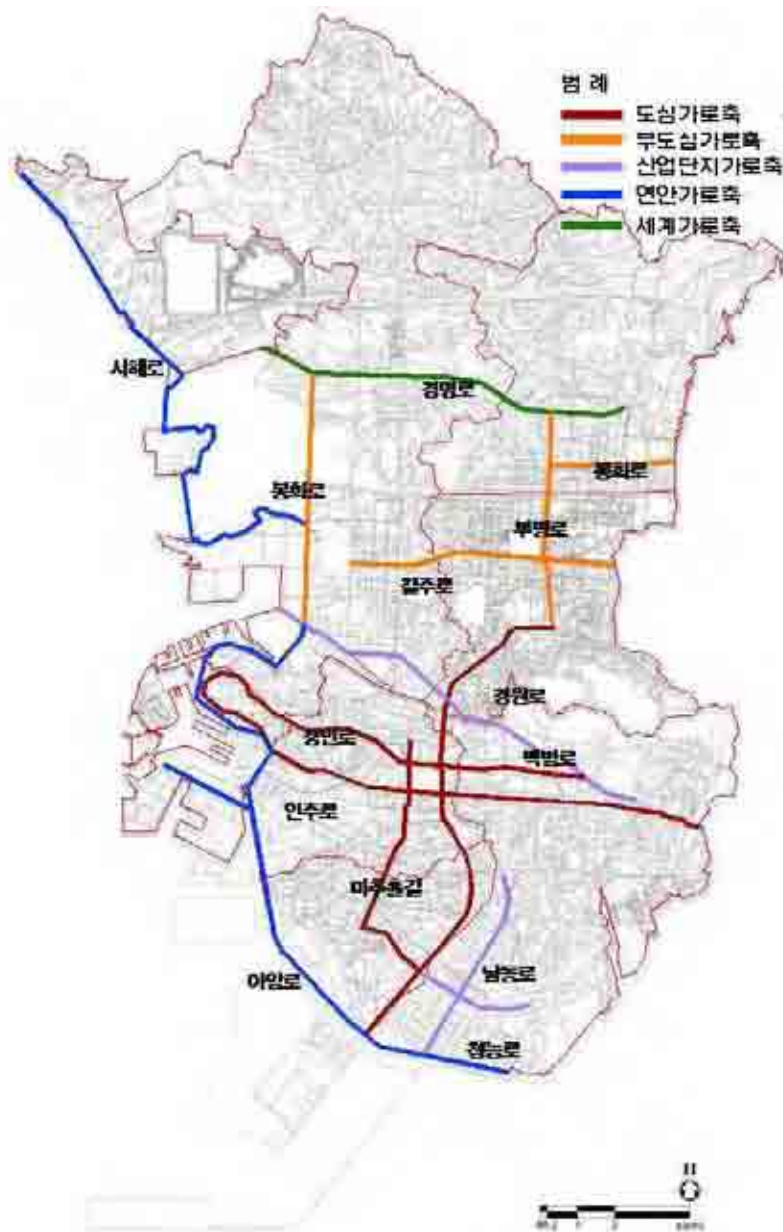 범 례
도심가로축
부도심가로축
산업단지가로축
연안가로축
세계가로축
서해로
경명로
봉화로
부평로
길주로
경원로
경인로
백범로
인주로
미추홀길
아암로
남동로
청능로